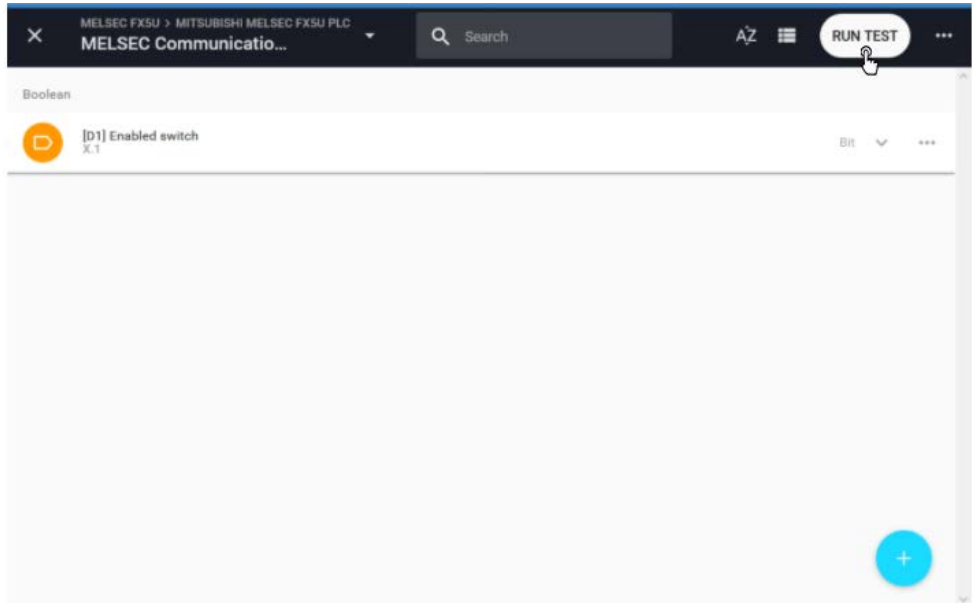 MELSEC FX5U > MITSUBISHI MELSEC FX5U PLC
MELSEC Communicatio...
Search
AZ
RUN TEST
Boolean
[D1] Enabled switch
X.1
Bit